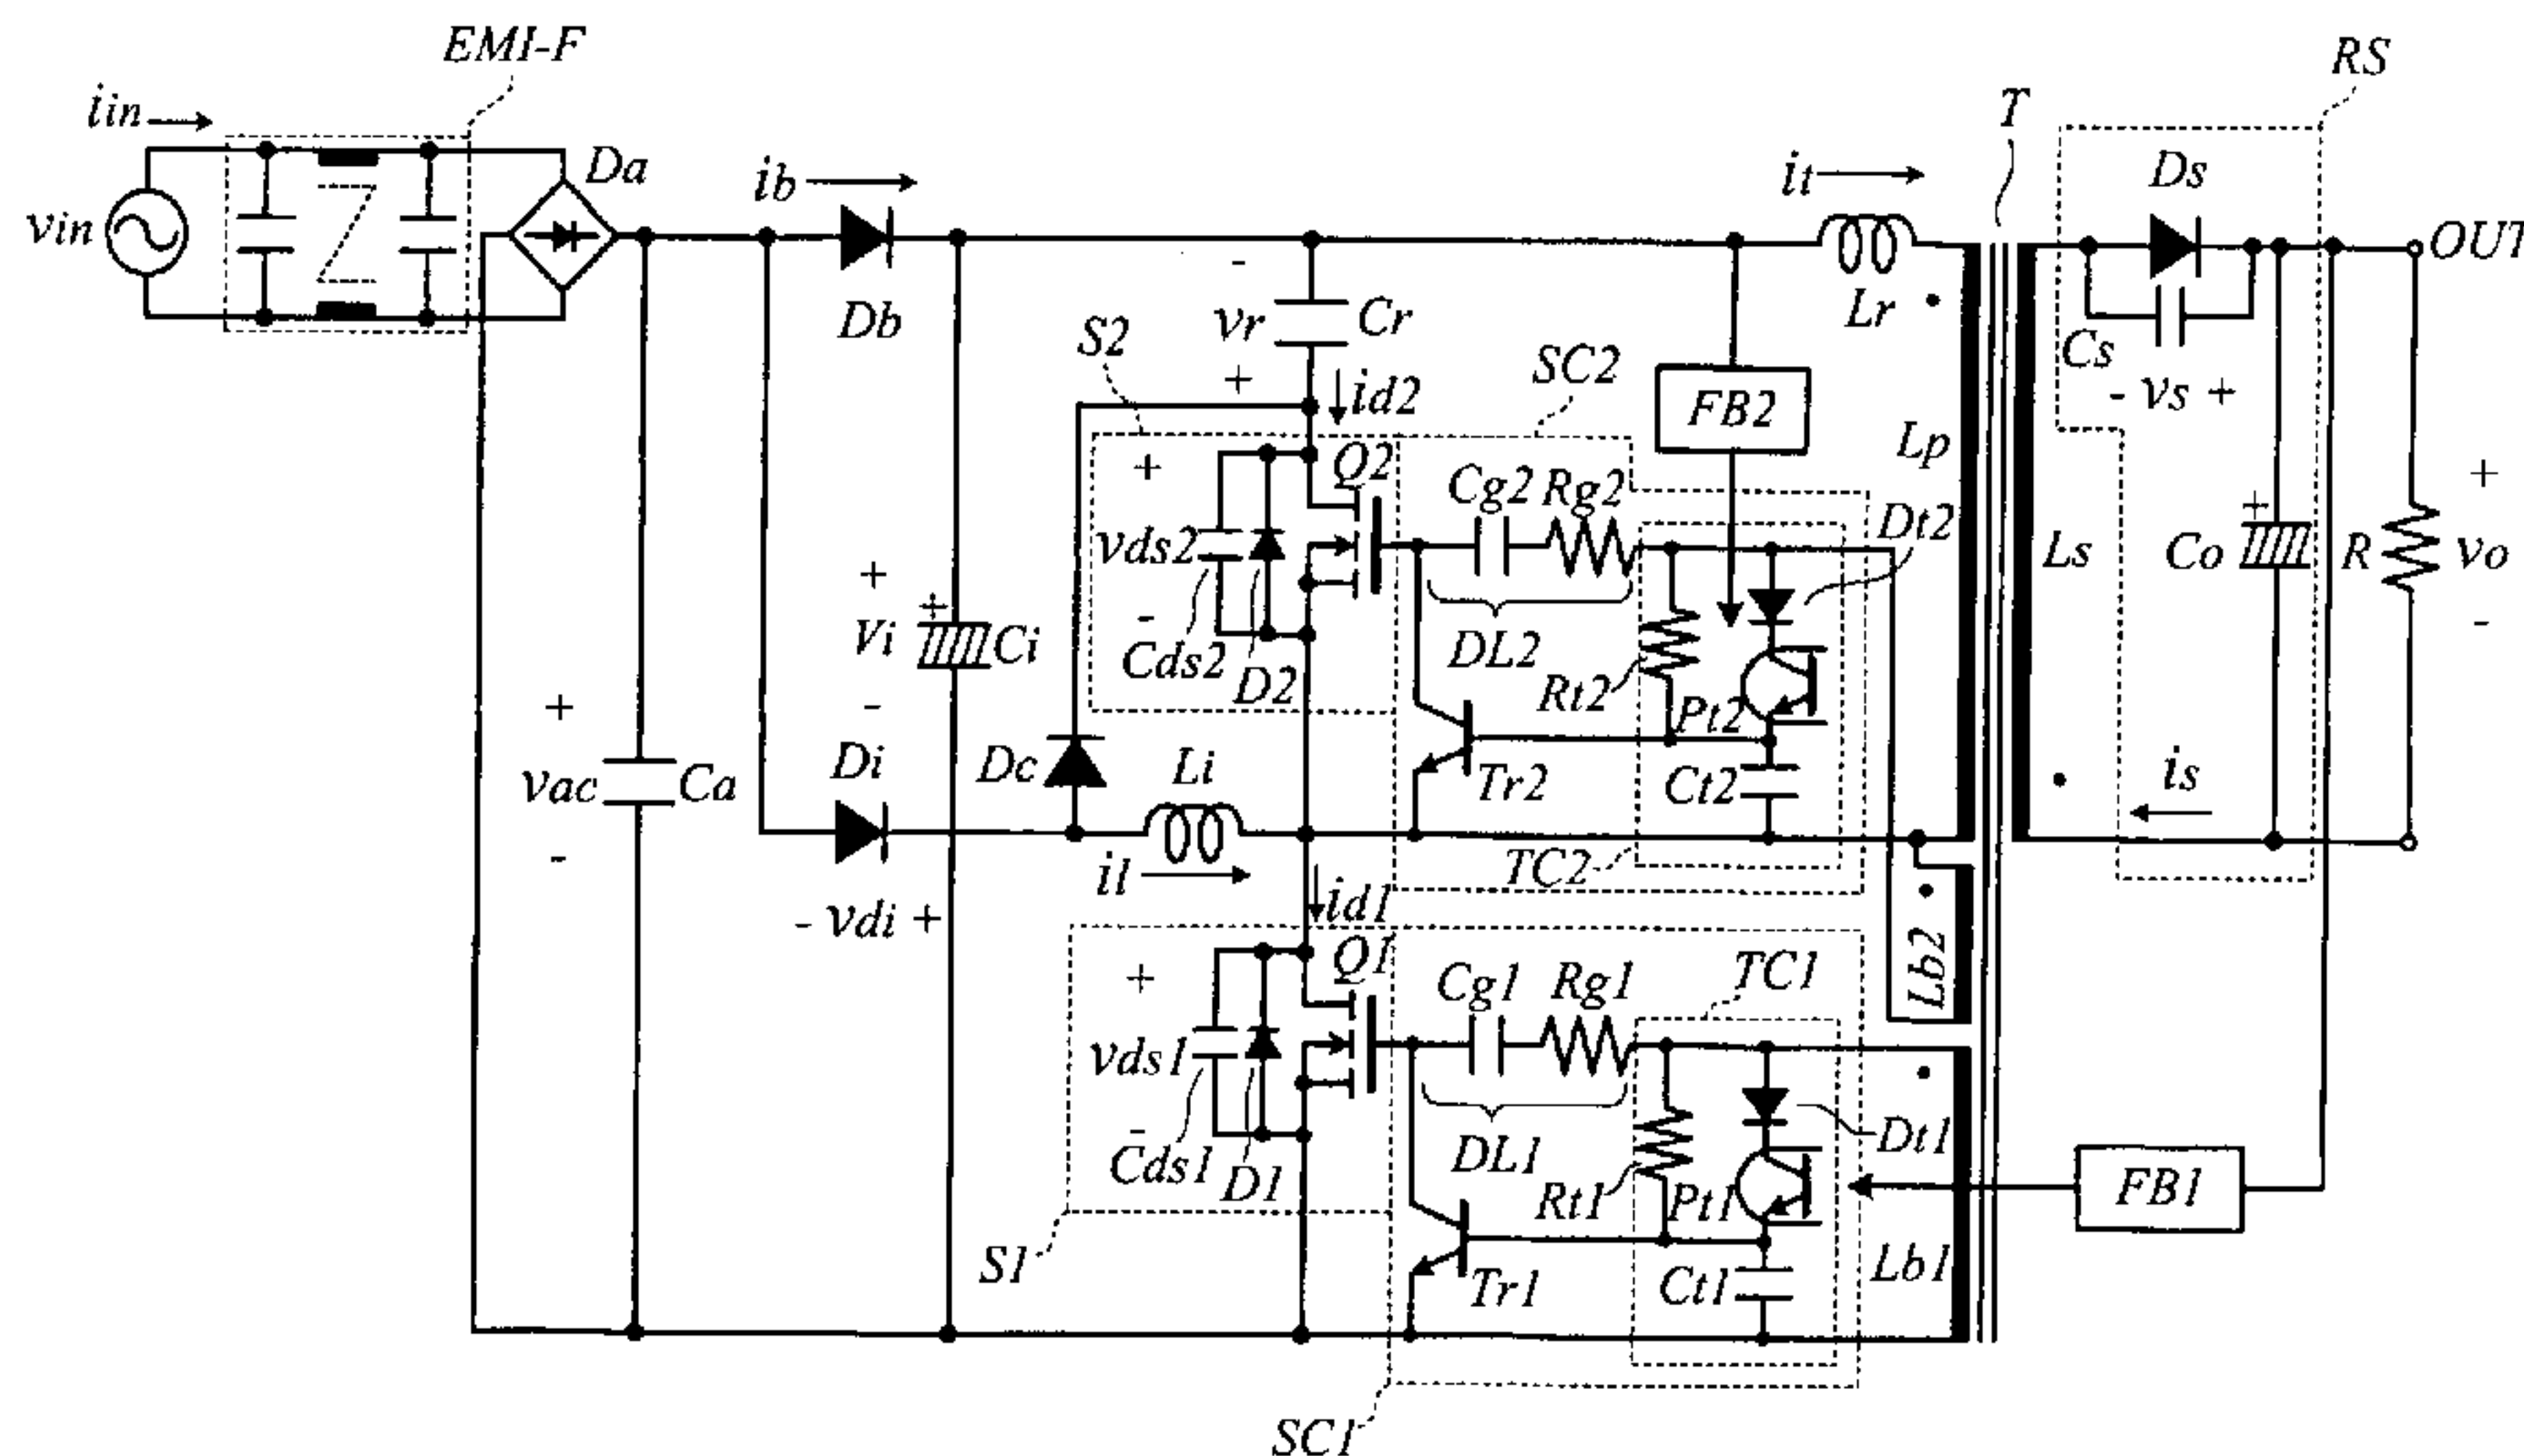 EMI-F
RS
T
iin
Da
ib
it
Ds
vin
OUT
Db
-
vr
Cr
Lr
S2
SC2
Cs
+
id2
- vs +
FB2
Lp
+
Q2
Cg2
Rg2
Dt2
+
vds2
+
Ls
Co
R
vo
+
-
Vi
+
Ci
Cds2
D2
DL2
Rt2
-
+
-
Pt2
vac
Ca
Di
Dc
Li
Tr2
Ct2
is
-
il
TC2
- vdi +
id1
Q1
Lb2
+
Cg1
Rg1
TC1
vds1
-
Cds1
D1
DL1
Dt1
Rt1
Pt1
FB1
S1
Tr1
Ct1
Lb1
SC1